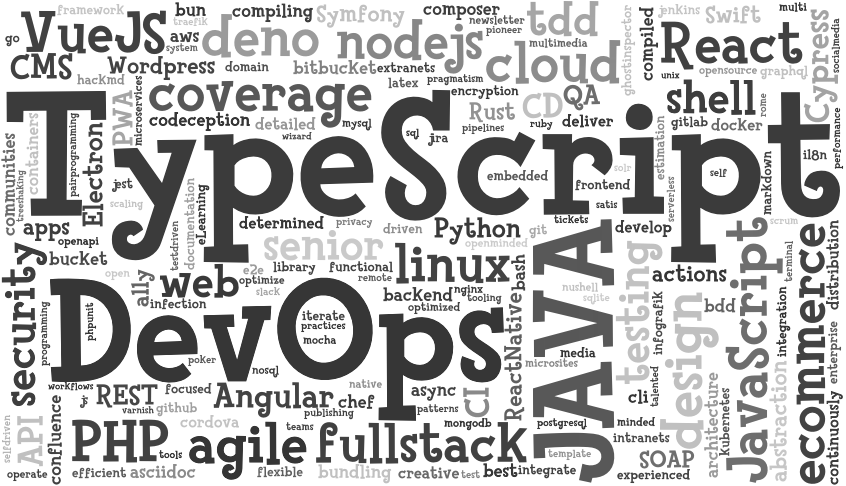 framework
bun
compiling
Symfony
composer
newsletter
pioneer
tdd
multi
jenkins
Swift
go
VueJS
traefik
aws
system
deno
nodejs
multimedia
cloud
ghostinspector
compiled
React
Cypress
socialmedia
CMS
Wordpress
domain
bitbucket
extranets
pragmatism
unix
opensource
graphql
hackmd
latex
encryption
PWA
microservices
coverage
Rust
CD
QA
shell
rome
codeception
detailed
mysql
wizard
sql
jra
pipelines
ruby
deliver
estimation
gitlab
docker
performance
communities
containers
treeshaking
pairprogramming
Electron
TypeScript
i18n
jest
scaling
embedded
frontend
solr
serverless
self
markdown
satis
apps
openapi
testdriven
documentation
eLearning
determined
privacy
driven
Python
git
tickets
develop
scrum
bucket
senior
openminded
security
open
a11y
web
e2e
library
functional
linux
bash
JAVA
testing
actions
JavaScript
terminal
ecommerce
distribution
infection
optimize
slack
remote
backend
nginx
tooling
nushell
sqlite
programming
phpunit
DevOps
iterate
practices
mocha
optimized
ReactNative
infografik
design
bdd
integration
poker
nosql
media
microsites
enterprise
workflows
js
REST
focused
Angular
native
chef
async
cli
talented
varnish
github
publishing
patterns
CI
architecture
kubernetes
abstraction
continuously
selfdriven
API
confluence
PHP
tools
cordova
agile
teams
fullstack
mongodb
postgresql
minded
intranets
template
SOAP
operate
efficient
asciidoc
flexible
bundling
creative
test
best
integrate
experienced